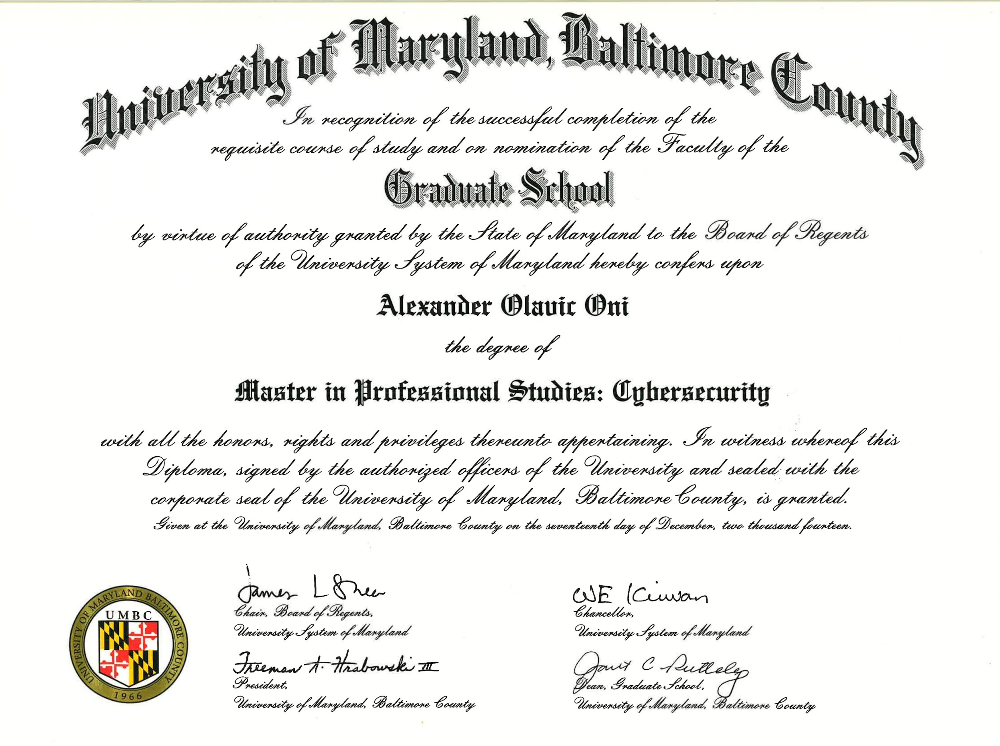 University of Maryland, Baltimore County
In recognition of the successful completion of the
requisite course of study and on nomination of the Faculty of the
Graduate School
by virtue of authority granted by the State of Maryland to the Board of Regents
of the University System of Maryland hereby confers upon
Alexander Olavic Oni
the degree of
Master in Professional Studies: Cybersecurity
with all the honors, rights and privileges thereunto appertaining. In witness whereof this
Diploma, signed by the authorized officers of the University and sealed with the
corporate seal of the University of Maryland, Baltimore County, is granted.
Given at the University of Maryland, Baltimore County on the seventeenth day of December, two thousand fourteen.
James L Shea
Chair, Board of Regents,
University System of Maryland
WE Kirwan
Chancellor,
University System of Maryland
Freeman A. Hrabowski III
President,
University of Maryland, Baltimore County
Janet C Rutledge
Dean, Graduate School,
University of Maryland, Baltimore County
UNIVERSITY OF MARYLAND BALTIMORE COUNTY
UMBC
1966